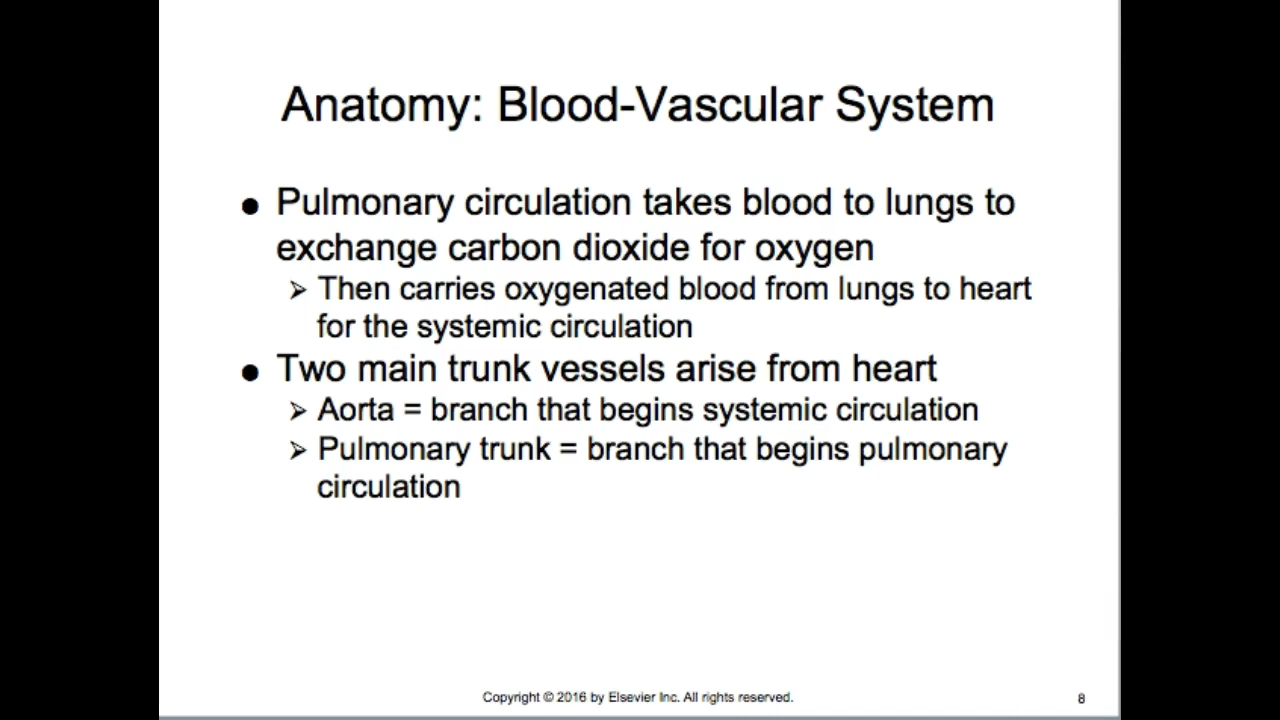 Anatomy: Blood-Vascular System
● Pulmonary circulation takes blood to lungs to
exchange carbon dioxide for oxygen
➢ Then carries oxygenated blood from lungs to heart
for the systemic circulation
● Two main trunk vessels arise from heart
➢ Aorta = branch that begins systemic circulation
➢ Pulmonary trunk = branch that begins pulmonary
circulation
Copyright © 2016 by Elsevier Inc. All rights reserved.
8